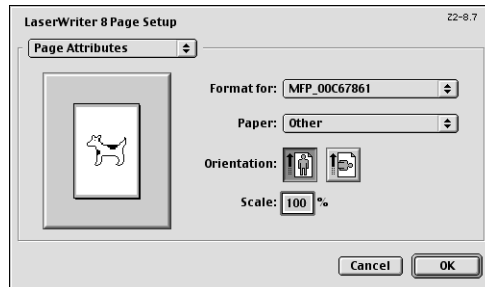 LaserWriter 8 Page Setup
Z2-8.7
Page Attributes
Format for: MFP_00C67861
Paper: Other
Orientation:
Scale: 100 %
Cancel
OK